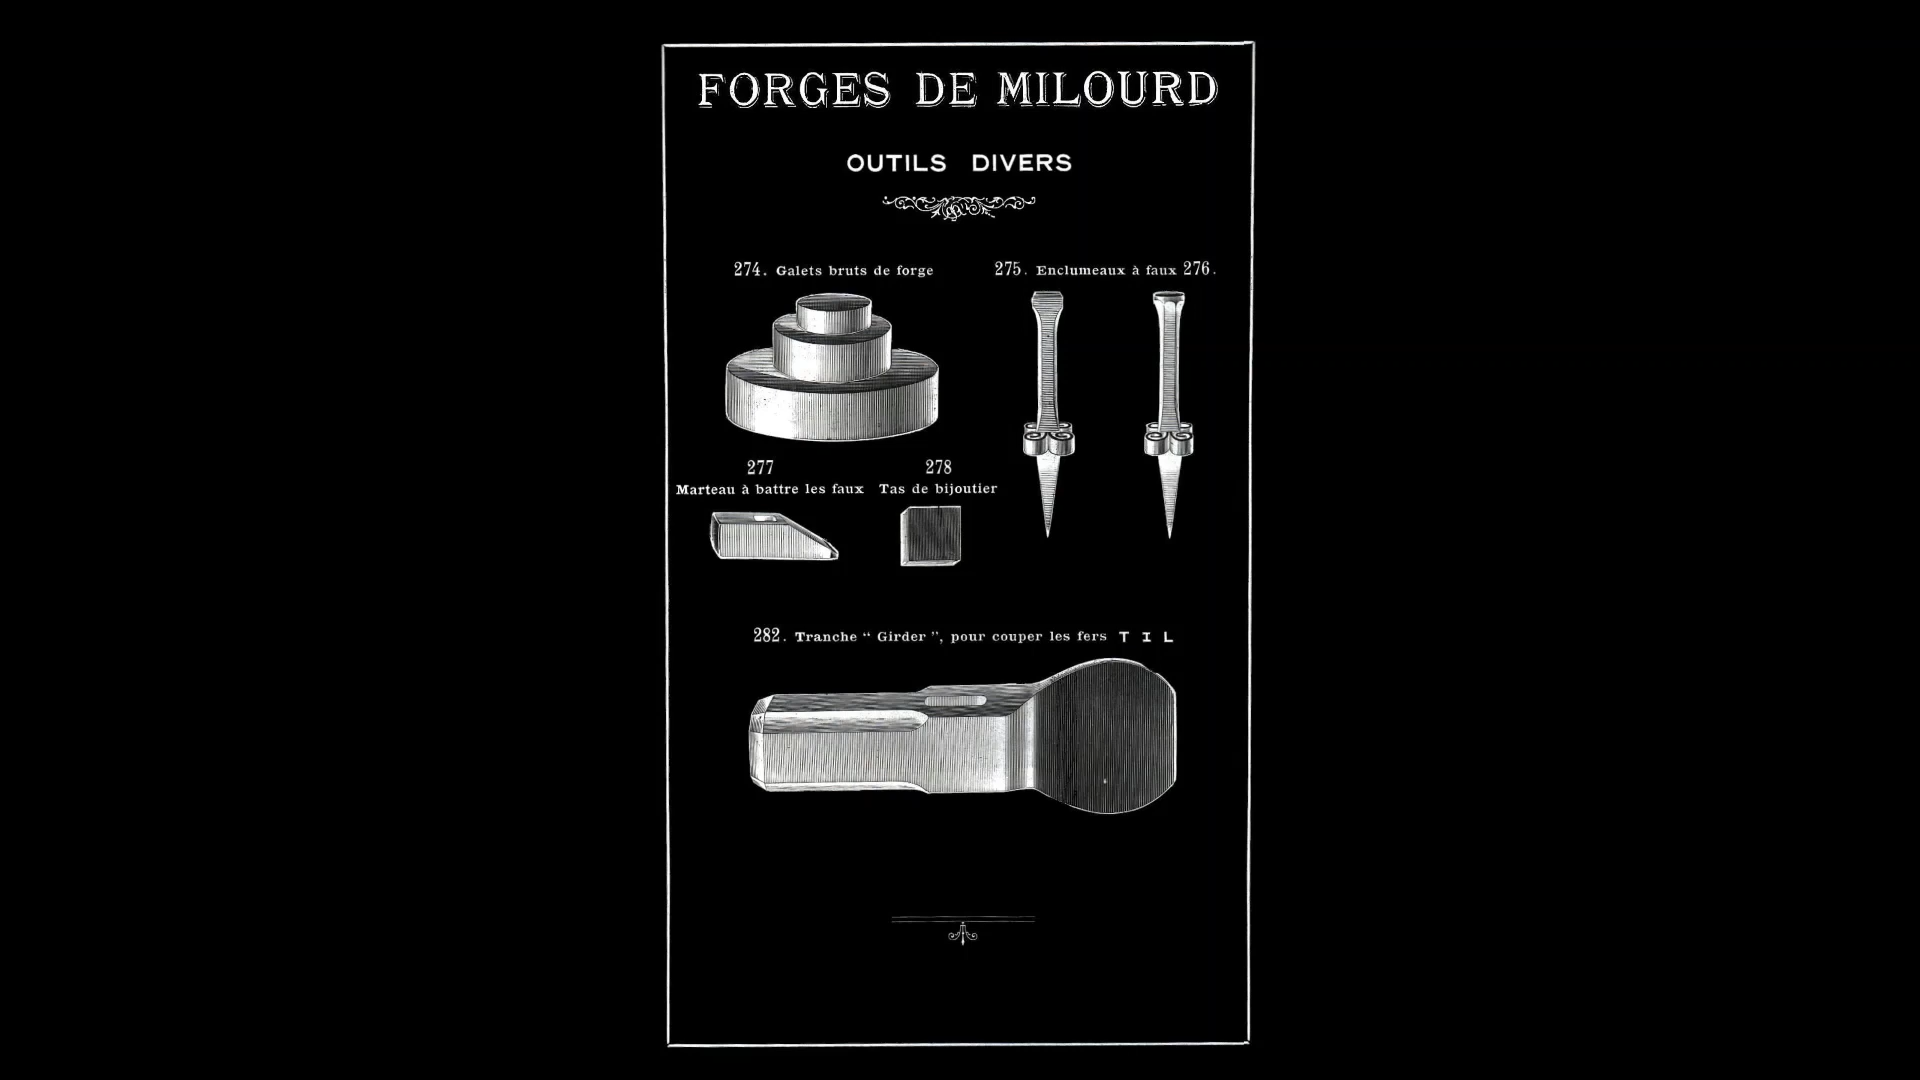 FORGES DE MILOURD
OUTILS DIVERS
274. Galets bruts de forge
275. Enclumeaux à faux 276.
277
Marteau à battre les faux
278
Tas de bijoutier
282. Tranche “ Girder ”, pour couper les fers T I L